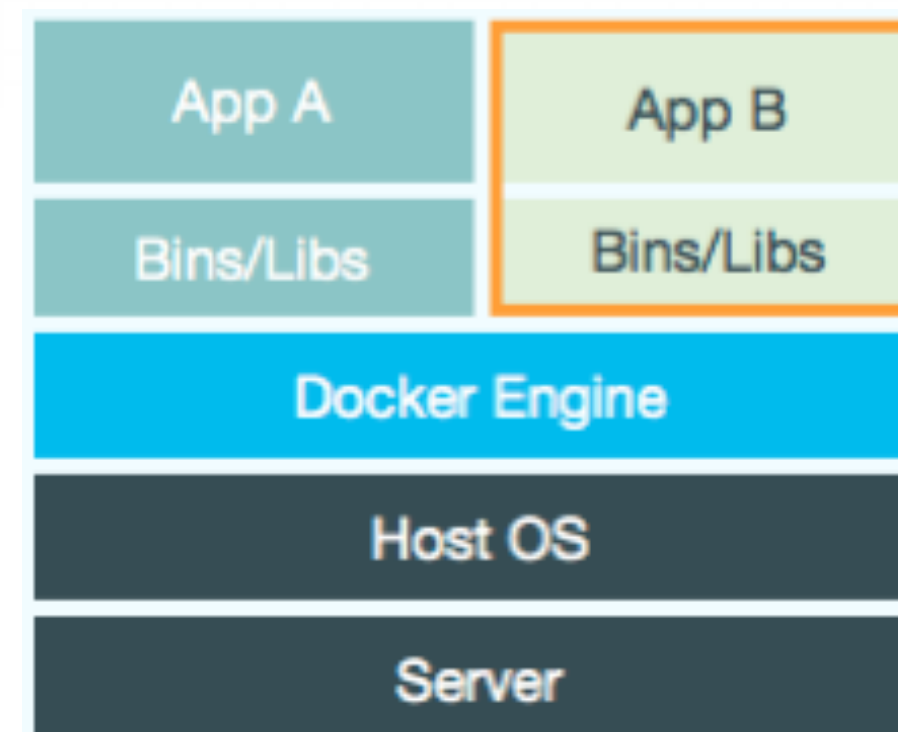 App A
App B
Bins/Libs
Bins/Libs
Docker Engine
Host OS
Server